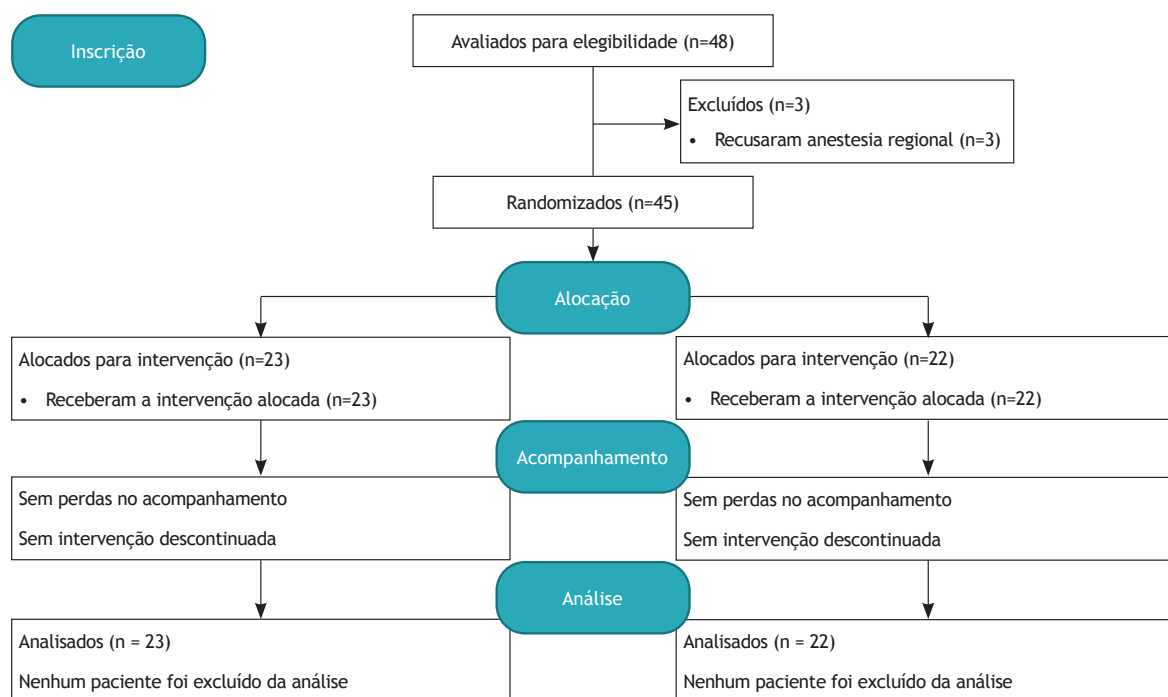 Inscrição
Avaliados para elegibilidade (n=48)
Excluídos (n=3)
• Recusaram anestesia regional (n=3)
Randomizados (n=45)
Alocação
Alocados para intervenção (n=23)
• Receberam a intervenção alocada (n=23)
Alocados para intervenção (n=22)
• Receberam a intervenção alocada (n=22)
Acompanhamento
Sem perdas no acompanhamento
Sem intervenção descontinuada
Sem perdas no acompanhamento
Sem intervenção descontinuada
Análise
Analisados (n = 23)
Nenhum paciente foi excluído da análise
Analisados (n = 22)
Nenhum paciente foi excluído da análise